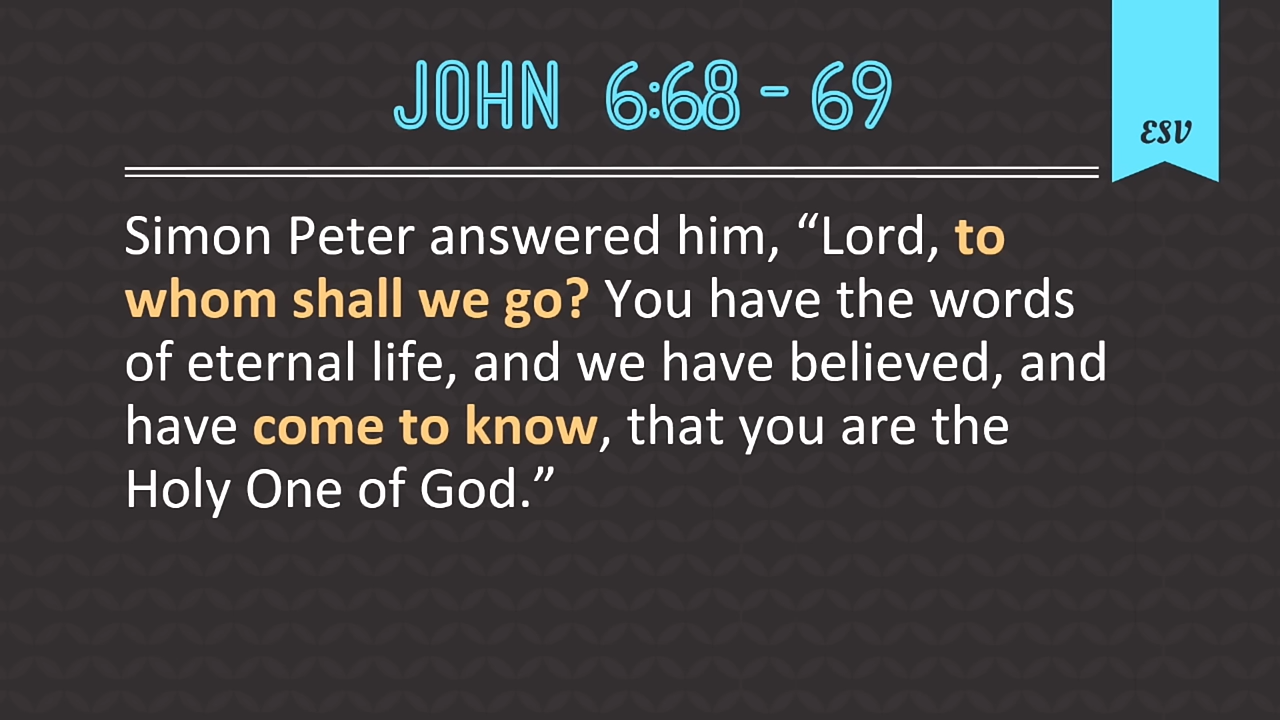 JOHN 6:68 - 69
ESV
Simon Peter answered him, “Lord, to
whom shall we go? You have the words
of eternal life, and we have believed, and
have come to know, that you are the
Holy One of God.”